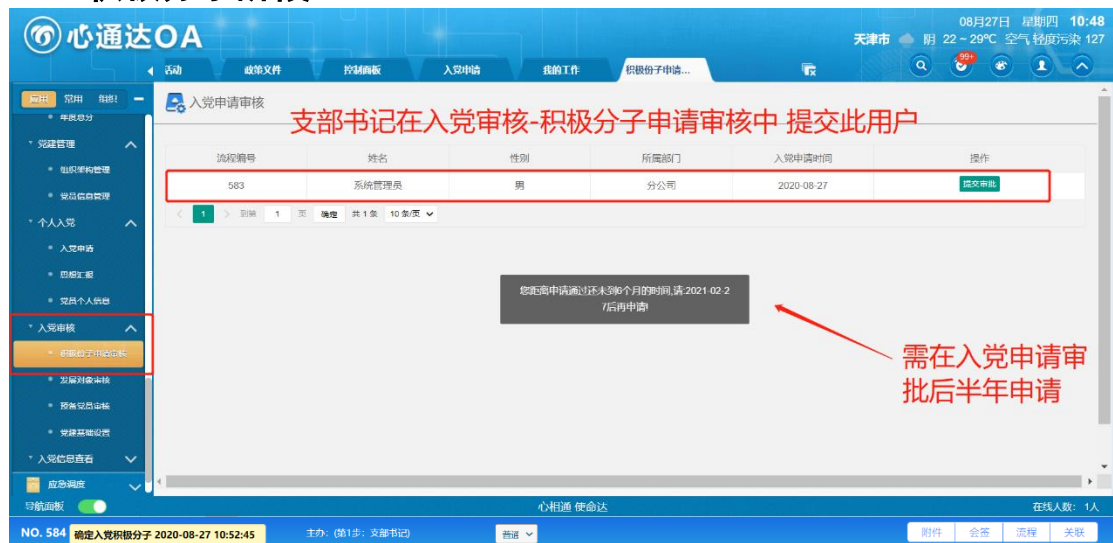 心通达OA
08月27日 星期四 10:48
天津市 阴 22 ~ 29℃ 空气轻度污染 127
活动 政策文件 控制面板 入党申请 我的工作 积极份子申请...
99+
应用 常用 组织
年度总分
党建管理
组织架构管理
党员信息管理
个人入党
入党申请
思想汇报
党员个人信息
入党审核
积极份子申请审核
发展对象审核
预备党员审核
党建基础设置
入党信息查看
应急调度
入党申请审核
支部书记在入党审核-积极分子申请审核中 提交此用户
流程编号 姓名 性别 所属部门 入党申请时间 操作
583 系统管理员 男 分公司 2020-08-27 提交审批
1 到第 1 页 确定 共 1 条 10 条/页
您距离申请通过还未到6个月的时间,请:2021-02-2
7后再申请!
需在入党申请审
批后半年申请
导航面板 心相通 使命达 在线人数: 1人
NO. 584 确定入党积极分子 2020-08-27 10:52:45 主办: (第1步: 支部书记) 普通 附件 会签 流程 关联